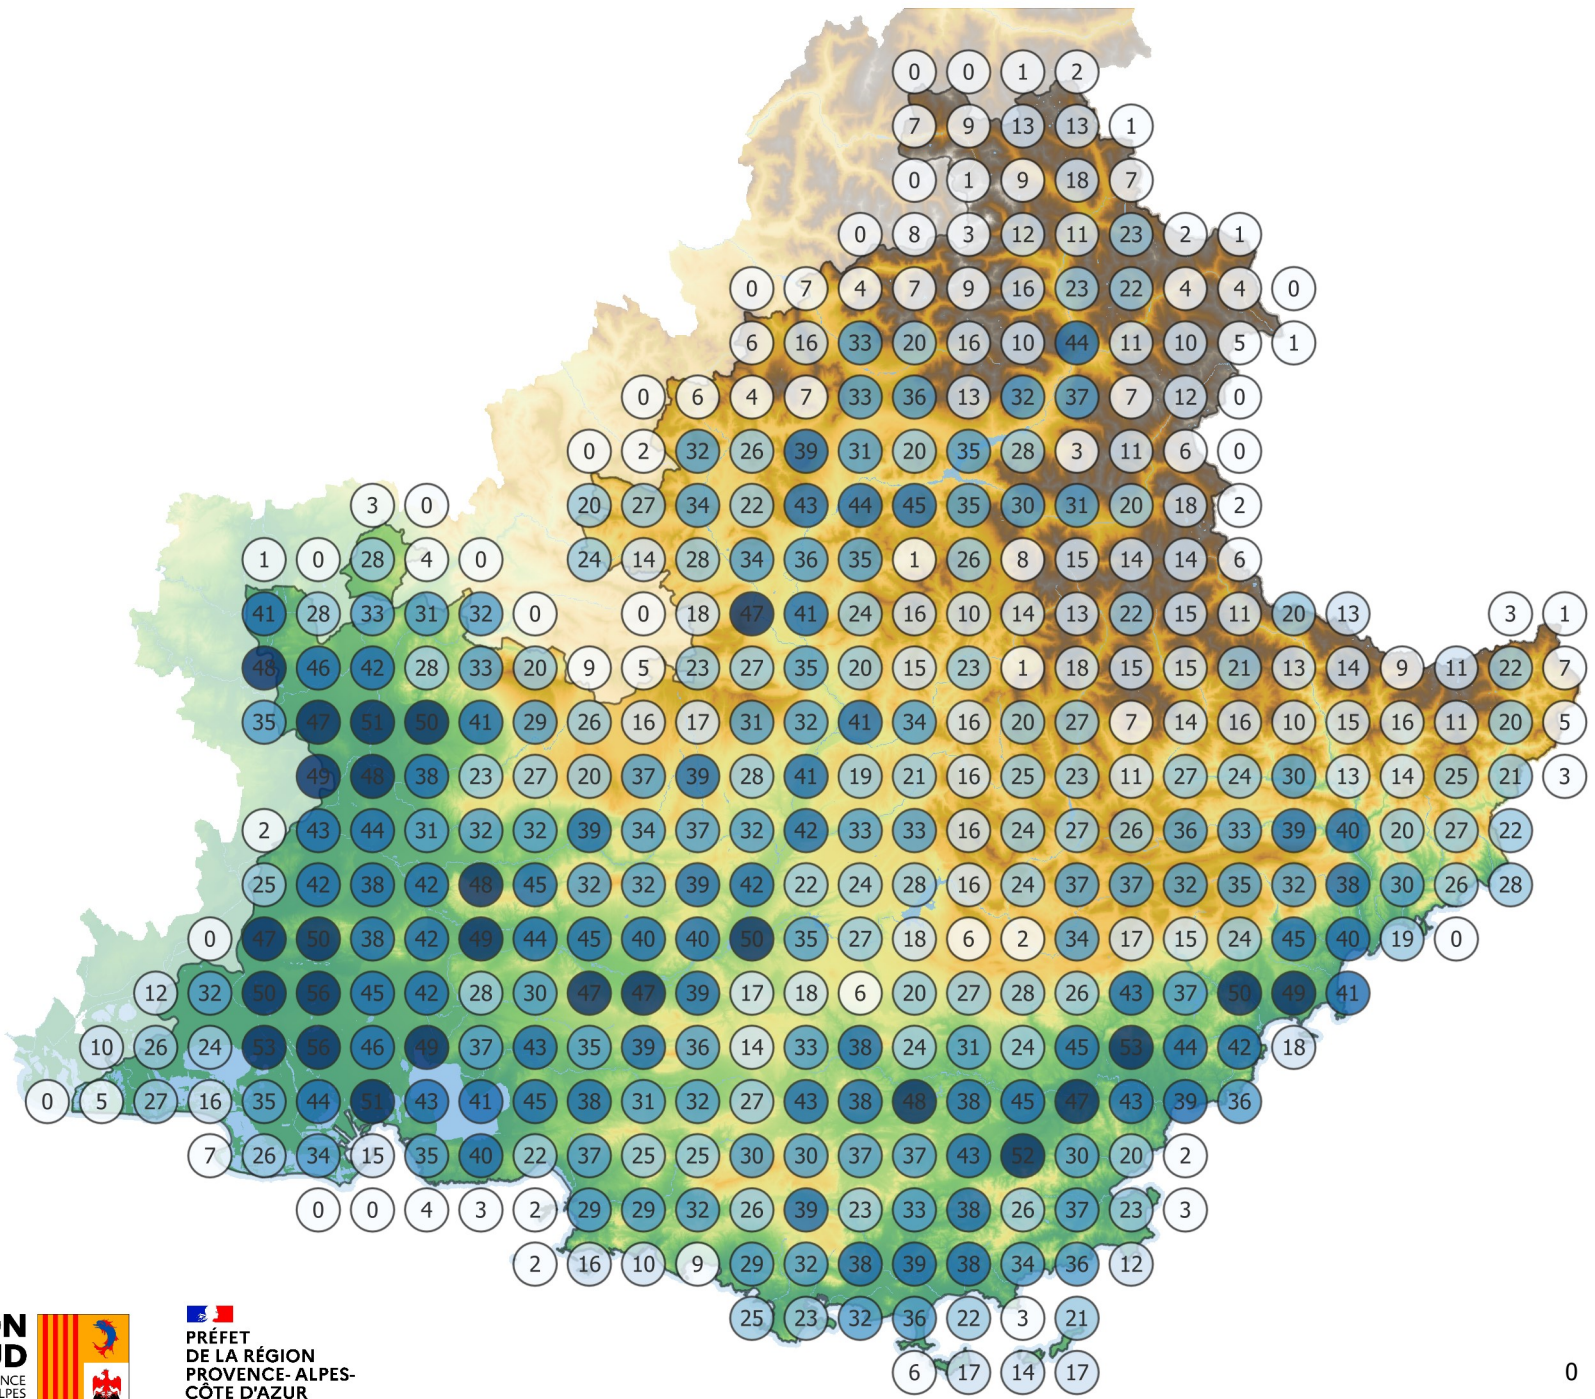 0 0 1 2
7 9 13 13 1
0 1 9 18 7
0 8 3 12 11 23 2 1
0 7 4 7 9 16 23 22 4 4 0
6 16 33 20 16 10 44 11 10 5 1
0 6 4 7 33 36 13 32 37 7 12 0
0 2 32 26 39 31 20 35 28 3 11 6 0
3 0 20 27 34 22 43 44 45 35 30 31 20 18 2
1 0 28 4 0 24 14 28 34 36 35 1 26 8 15 14 14 6
41 28 33 31 32 0 0 18 47 41 24 16 10 14 13 22 15 11 20 13 3 1
48 46 42 28 33 20 9 5 23 27 35 20 15 23 1 18 15 15 21 13 14 9 11 22 7
35 47 51 50 41 29 26 16 17 31 32 41 34 16 20 27 7 14 16 10 15 16 11 20 5
49 48 38 23 27 20 37 39 28 41 19 21 16 25 23 11 27 24 30 13 14 25 21 3
2 43 44 31 32 32 39 34 37 32 42 33 33 16 24 27 26 36 33 39 40 20 27 22
25 42 38 42 48 45 32 32 39 42 22 24 28 16 24 37 37 32 35 32 38 30 26 28
0 47 50 38 42 49 44 45 40 40 50 35 27 18 6 2 34 17 15 24 45 40 19 0
12 32 50 56 45 42 28 30 47 47 39 17 18 6 20 27 28 26 43 37 50 49 41
10 26 24 53 56 46 49 37 43 35 39 36 14 33 38 24 31 24 45 53 44 42 18
0 5 27 16 35 44 51 43 41 45 38 31 32 27 43 38 48 38 45 47 43 39 36
7 26 34 15 35 40 22 37 25 25 30 30 37 37 43 52 30 20 2
0 0 4 3 2 29 29 32 26 39 23 33 38 26 37 23 3
2 16 10 9 29 32 38 39 38 34 36 12
25 23 32 36 22 3 21
6 17 14 17
0
ON
UD
NCE
LPES
PRÉFET
DE LA RÉGION
PROVENCE- ALPES-
CÔTE D'AZUR